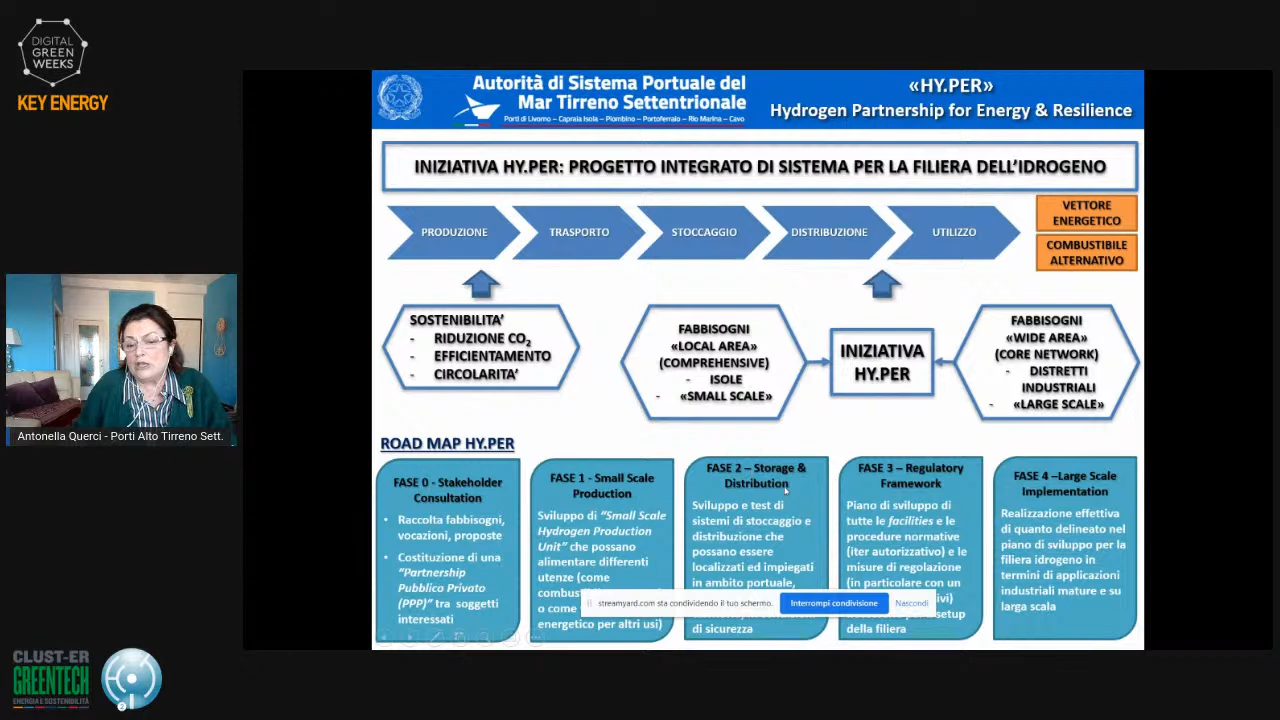 DIGITAL
GREEN
WEEKS
KEY ENERGY
Autorità di Sistema Portuale del
Mar Tirreno Settentrionale
Porti di Livorno – Capraia Isola – Piombino – Portoferraio – Rio Marina – Cavo
«HY.PER»
Hydrogen Partnership for Energy & Resilience
INIZIATIVA HY.PER: PROGETTO INTEGRATO DI SISTEMA PER LA FILIERA DELL'IDROGENO
PRODUZIONE
TRASPORTO
STOCCAGGIO
DISTRIBUZIONE
UTILIZZO
VETTORE
ENERGETICO
COMBUSTIBILE
ALTERNATIVO
SOSTENIBILITA'
- RIDUZIONE CO2
- EFFICIENTAMENTO
- CIRCOLARITA'
FABBISOGNI
«LOCAL AREA»
(COMPREHENSIVE)
- ISOLE
- «SMALL SCALE»
INIZIATIVA
HY.PER
FABBISOGNI
«WIDE AREA»
(CORE NETWORK)
- DISTRETTI
INDUSTRIALI
- «LARGE SCALE»
Antonella Querci - Porti Alto Tirreno Sett.
ROAD MAP HY.PER
FASE 0 - Stakeholder
Consultation
• Raccolta fabbisogni,
vocazioni, proposte
• Costituzione di una
"Partnership
Pubblico Privato
(PPP)" tra soggetti
interessati
FASE 1 - Small Scale
Production
Sviluppo di "Small Scale
Hydrogen Production
Unit" che possano
alimentare differenti
utenze (come
o come
energetico per altri usi)
FASE 2 – Storage &
Distribution
Sviluppo e test di
sistemi di stoccaggio e
distribuzione che
possano essere
localizzati ed impiegati
in ambito portuale,
di sicurezza
FASE 3 – Regulatory
Framework
Piano di sviluppo di
tutte le facilities e le
procedure normative
(iter autorizzativo) e le
misure di regolazione
(in particolare con un
setup
della filiera
FASE 4 –Large Scale
Implementation
Realizzazione effettiva
di quanto delineato nel
piano di sviluppo per la
filiera idrogeno in
termini di applicazioni
industriali mature e su
larga scala
streamyard.com sta condividendo il tuo schermo.
Interrompi condivisione
Nascondi
CLUST-ER
GREENTECH
ENERGIA E SOSTENIBILITÀ
2